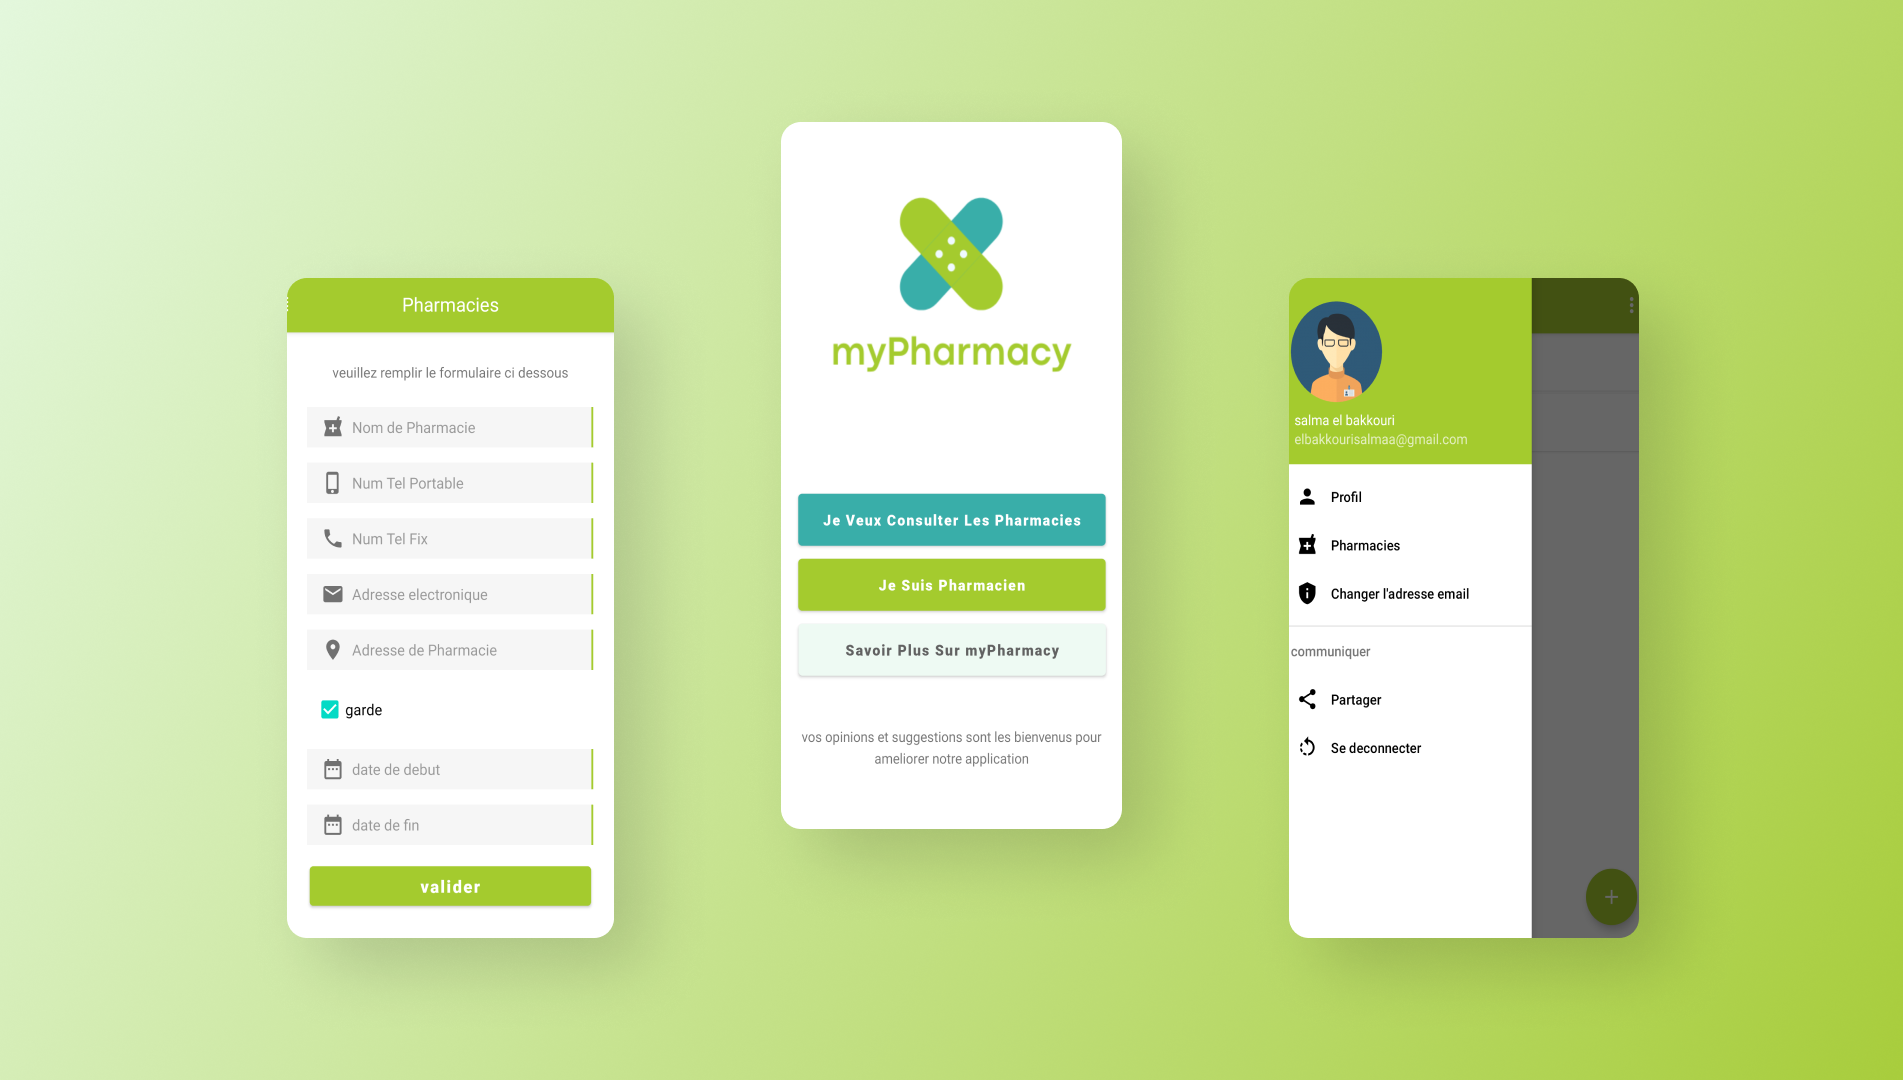 Pharmacies
veuillez remplir le formulaire ci dessous
Nom de Pharmacie
Num Tel Portable
Num Tel Fix
Adresse electronique
Adresse de Pharmacie
garde
date de debut
date de fin
valider
myPharmacy
Je Veux Consulter Les Pharmacies
Je Suis Pharmacien
Savoir Plus Sur myPharmacy
vos opinions et suggestions sont les bienvenus pour
ameliorer notre application
salma el bakkouri
elbakkourisalmaa@gmail.com
Profil
Pharmacies
Changer l'adresse email
communiquer
Partager
Se deconnecter